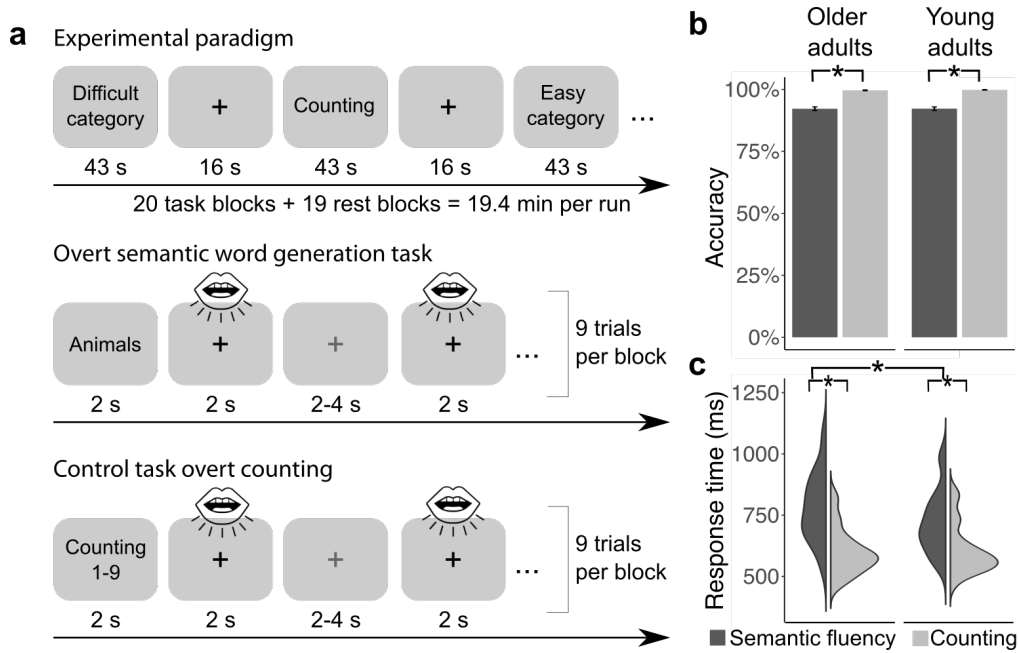 a
Experimental paradigm
Difficult
category
+
Counting
+
Easy
category
...
43 s
16 s
43 s
16 s
43 s
20 task blocks + 19 rest blocks = 19.4 min per run
Overt semantic word generation task
Animals
+
+
+
...
9 trials
per block
2 s
2 s
2-4 s
2 s
Control task overt counting
Counting
1-9
+
+
+
...
9 trials
per block
2 s
2 s
2-4 s
2 s
b
Older
adults
Young
adults
*
*
Accuracy
100%
75%
50%
25%
0%
c
*
*
*
Response time (ms)
1250
1000
750
500
Semantic fluency
Counting